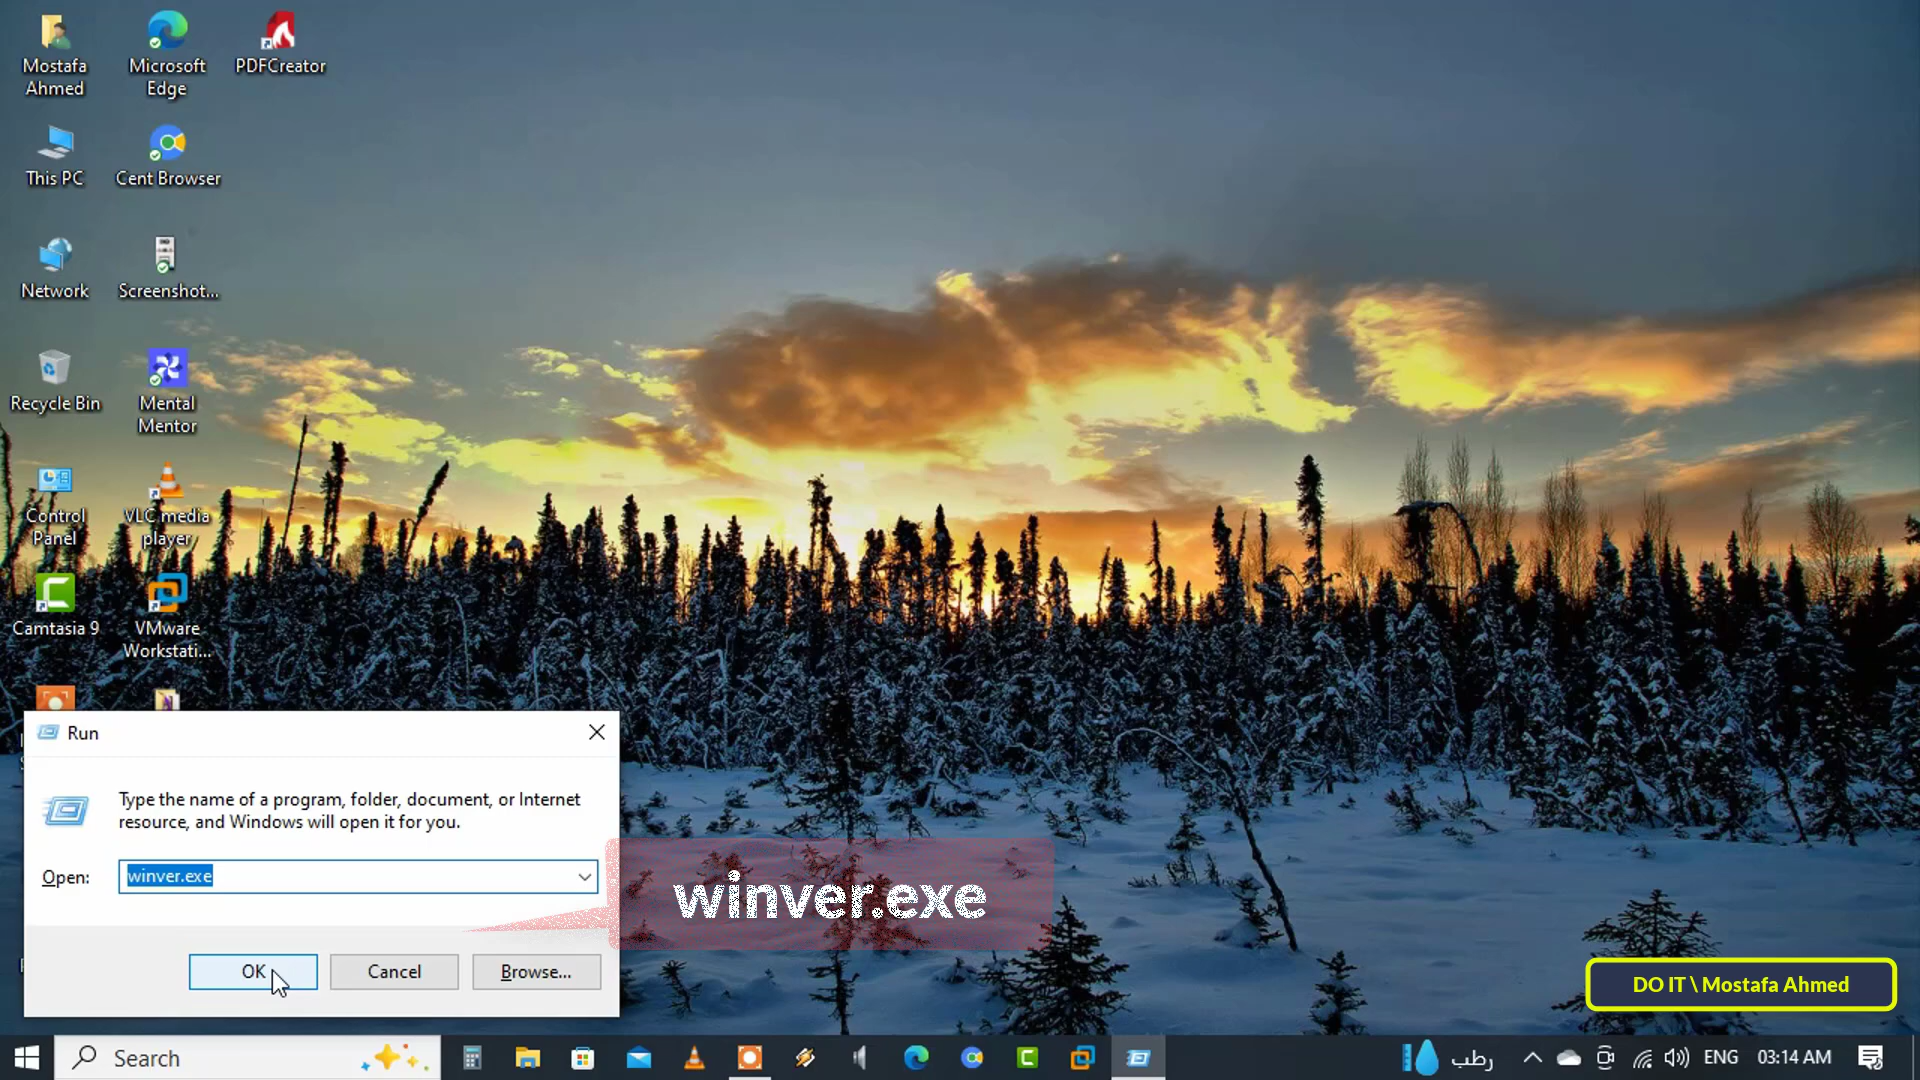 Mostafa
Ahmed
Microsoft
Edge
PDFCreator
This PC
Cent Browser
Network
Screenshot...
Recycle Bin
Mental
Mentor
Control
Panel
VLC media
player
Camtasia 9
VMware
Workstati...
Run
Type the name of a program, folder, document, or Internet
resource, and Windows will open it for you.
Open:
winver.exe
OK
Cancel
Browse...
winver.exe
DO IT \ Mostafa Ahmed
Search
رطب
ENG
03:14 AM